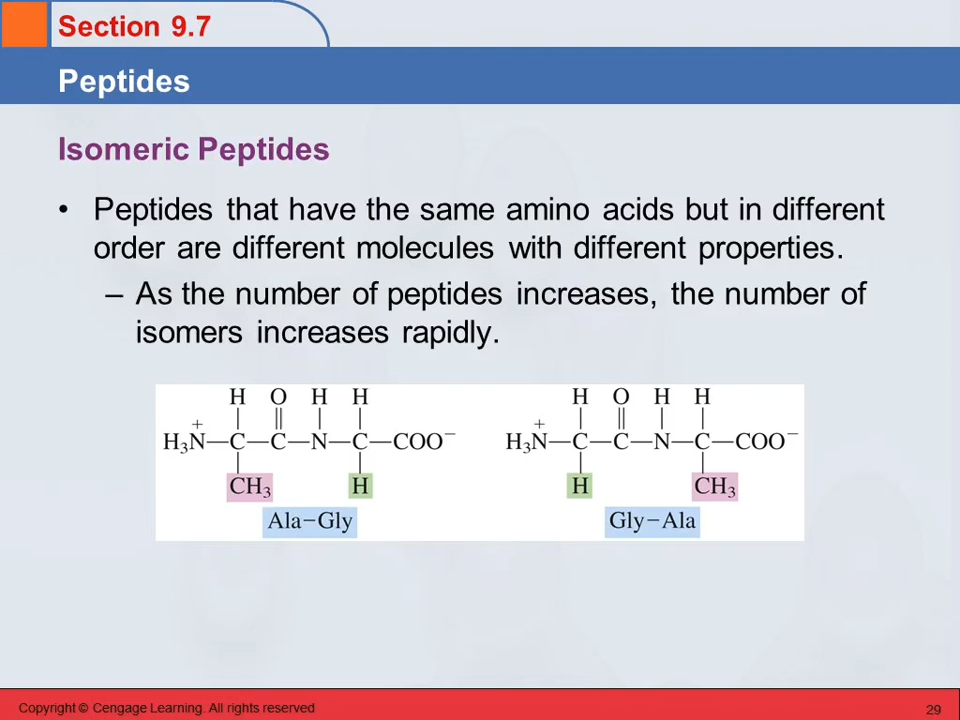 Section 9.7
Peptides
Isomeric Peptides
• Peptides that have the same amino acids but in different
order are different molecules with different properties.
– As the number of peptides increases, the number of
isomers increases rapidly.
H O H H
H₃N⁺—C—C—N—C—COO⁻
CH₃ H
Ala–Gly
H O H H
H₃N⁺—C—C—N—C—COO⁻
H CH₃
Gly–Ala
Copyright © Cengage Learning. All rights reserved
29